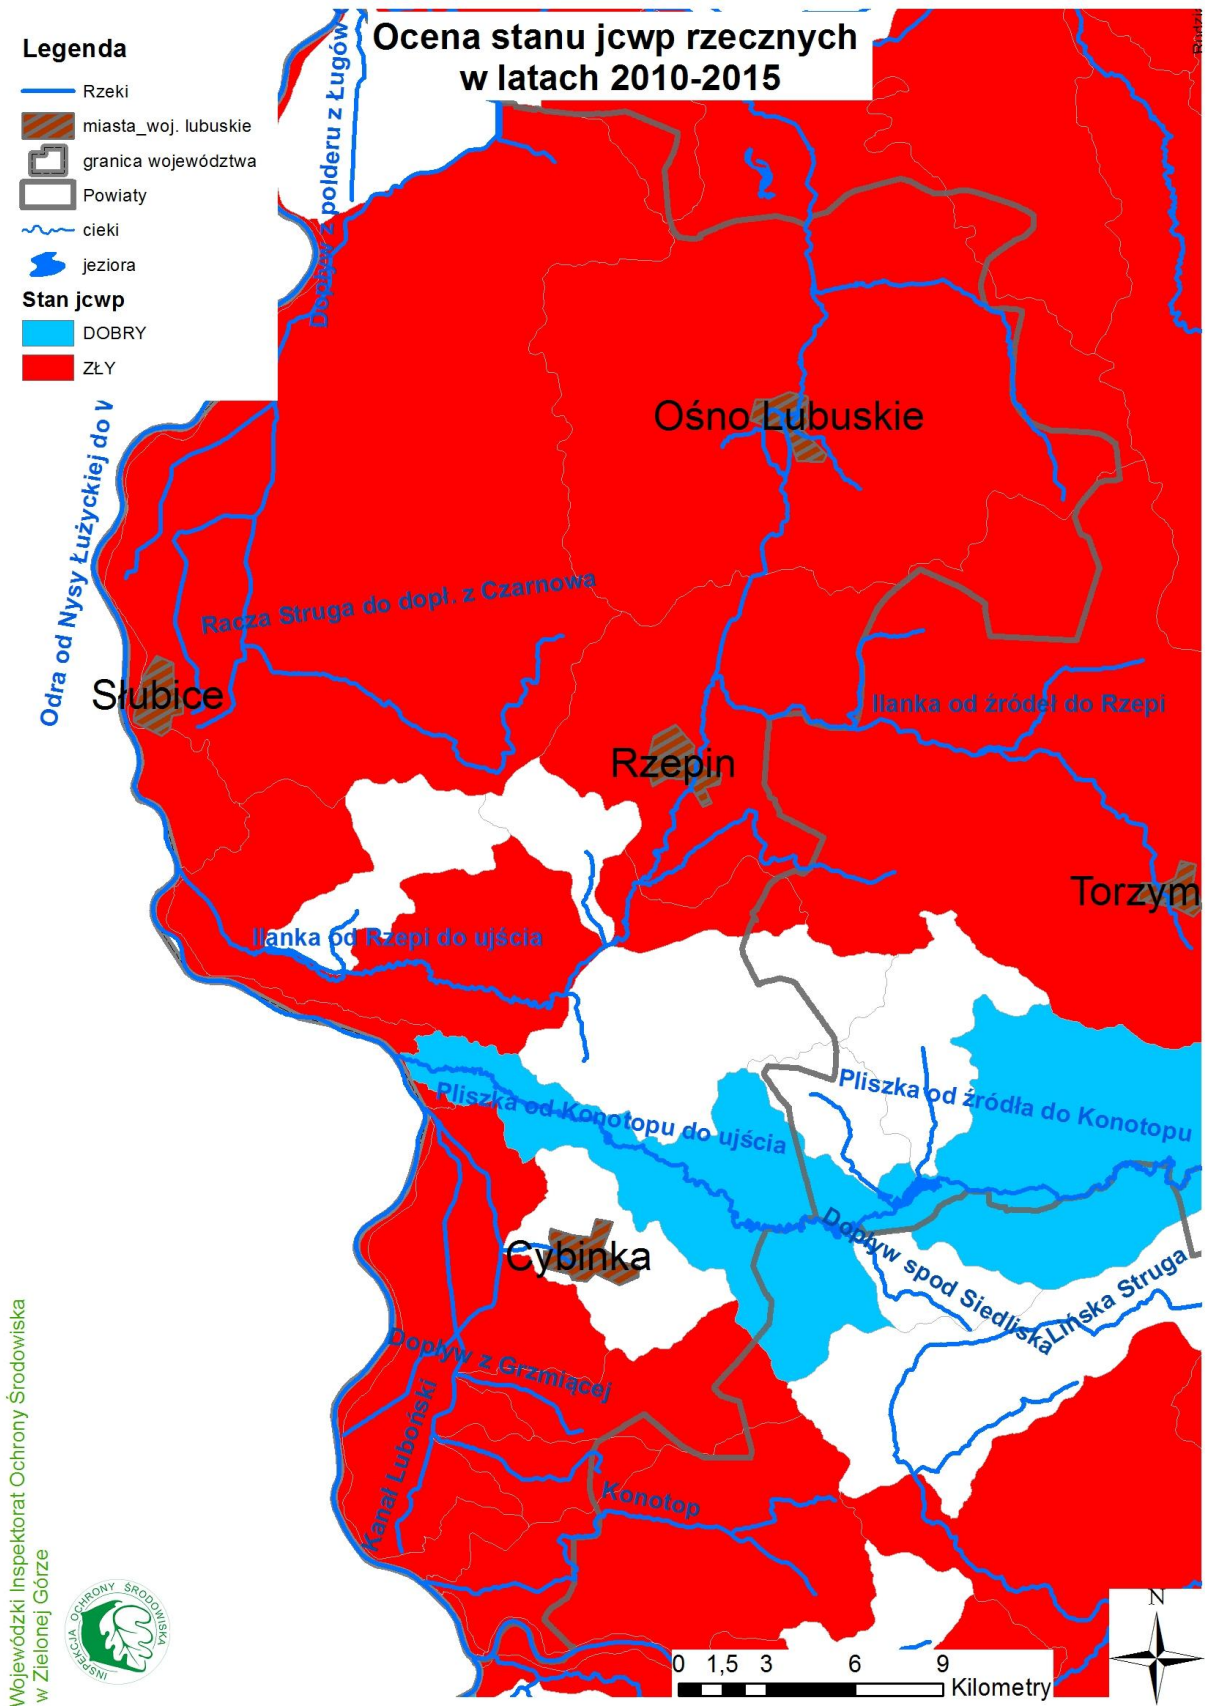 Ocena stanu jcwp rzecznych
w latach 2010-2015
Legenda
Rzeki
miasta_woj. lubuskie
granica województwa
Powiaty
cieki
jeziora
Stan jcwp
DOBRY
ZŁY
Dopływ z polderu z Ługów
Odra od Nysy Łużyckiej do W
Ośno Lubuskie
Racza Struga do dopł. z Czarnowa
Słubice
Ilanka od źródeł do Rzepi
Rzepin
Torzym
Ilanka od Rzepi do ujścia
Pliszka od źródła do Konotopu
Pliszka od Konotopu do ujścia
Dopływ spod Siedliska
Lińska Struga
Cybinka
Dopływ z Grzmiącej
Kanał Luboński
Konotop
Wojewódzki Inspektorat Ochrony Środowiska
w Zielonej Górze
INSPEKCJA OCHRONY ŚRODOWISKA
N
0 1,5 3 6 9
Kilometry